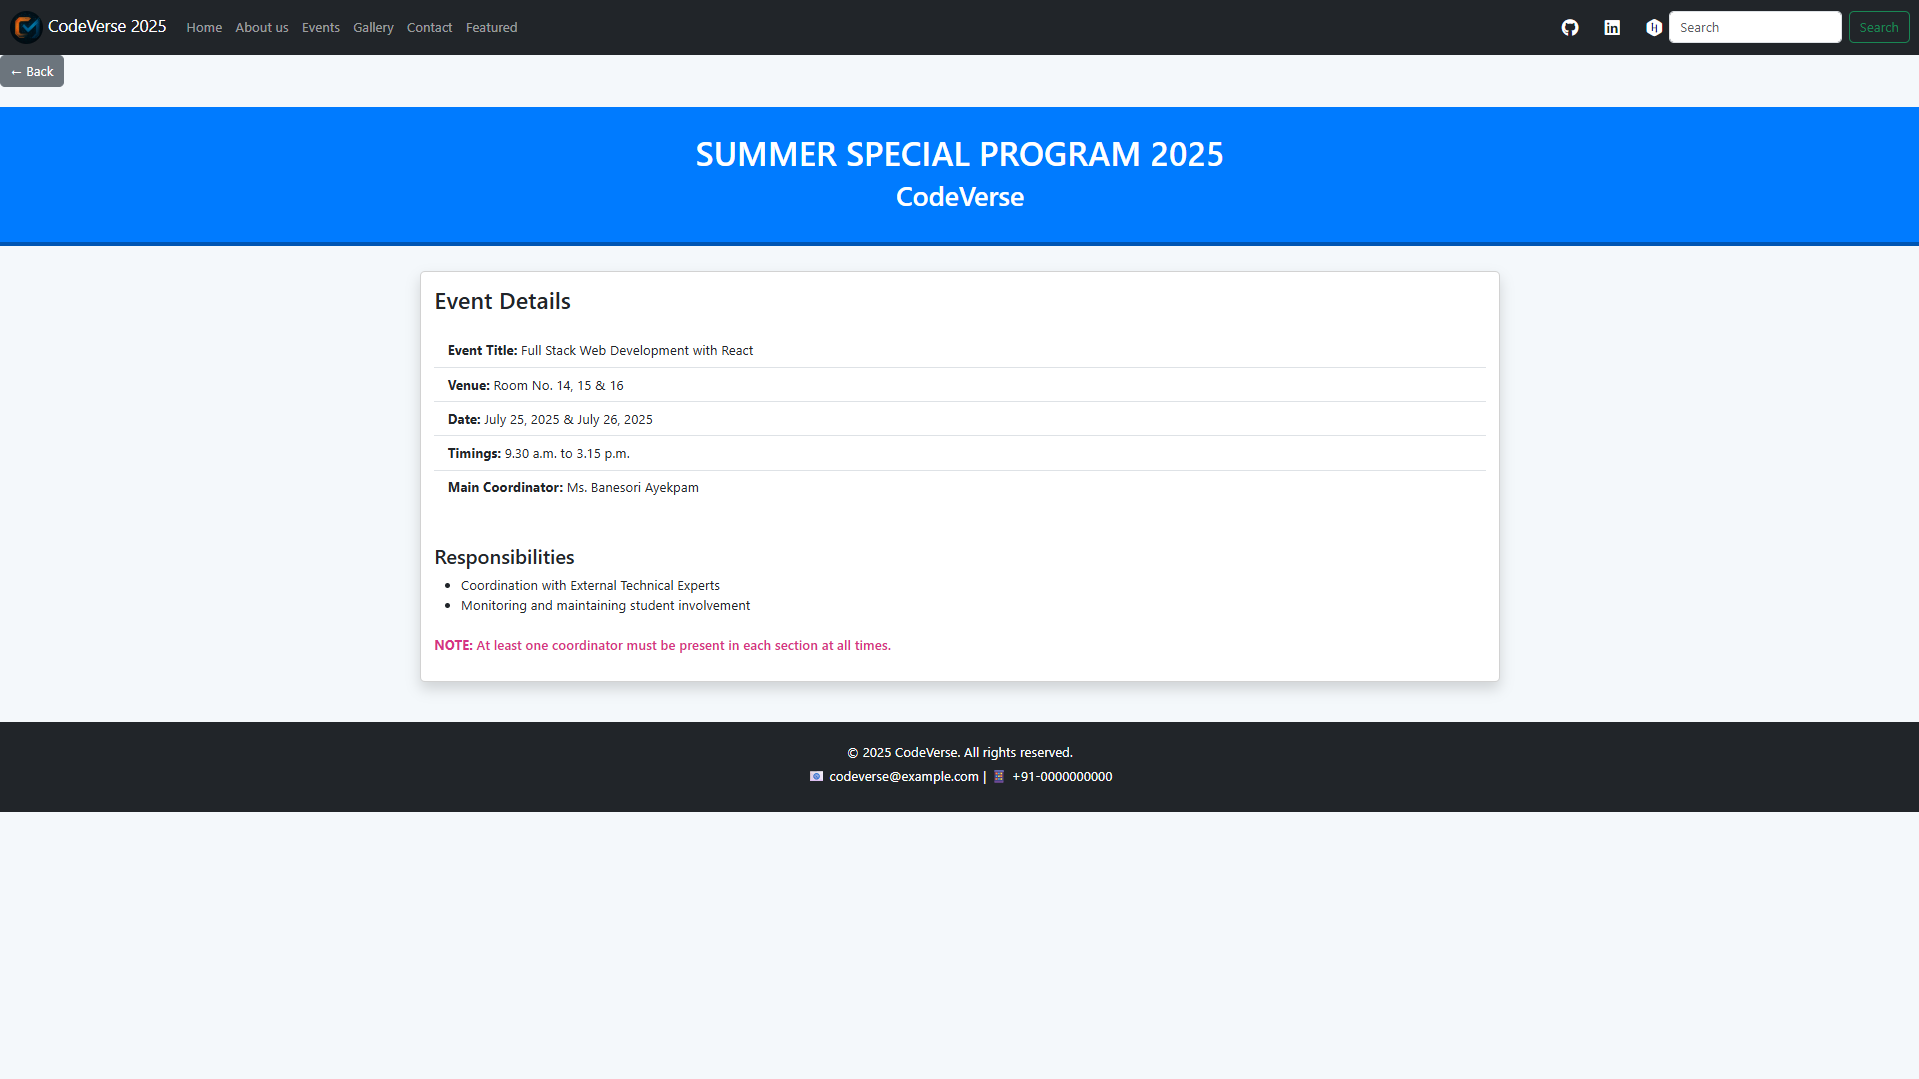 CodeVerse 2025
Home
About us
Events
Gallery
Contact
Featured
Search
Search
← Back
SUMMER SPECIAL PROGRAM 2025
CodeVerse
Event Details
Event Title: Full Stack Web Development with React
Venue: Room No. 14, 15 & 16
Date: July 25, 2025 & July 26, 2025
Timings: 9.30 a.m. to 3.15 p.m.
Main Coordinator: Ms. Banesori Ayekpam
Responsibilities
• Coordination with External Technical Experts
• Monitoring and maintaining student involvement
NOTE: At least one coordinator must be present in each section at all times.
© 2025 CodeVerse. All rights reserved.
📧 codeverse@example.com | 📱 +91-0000000000